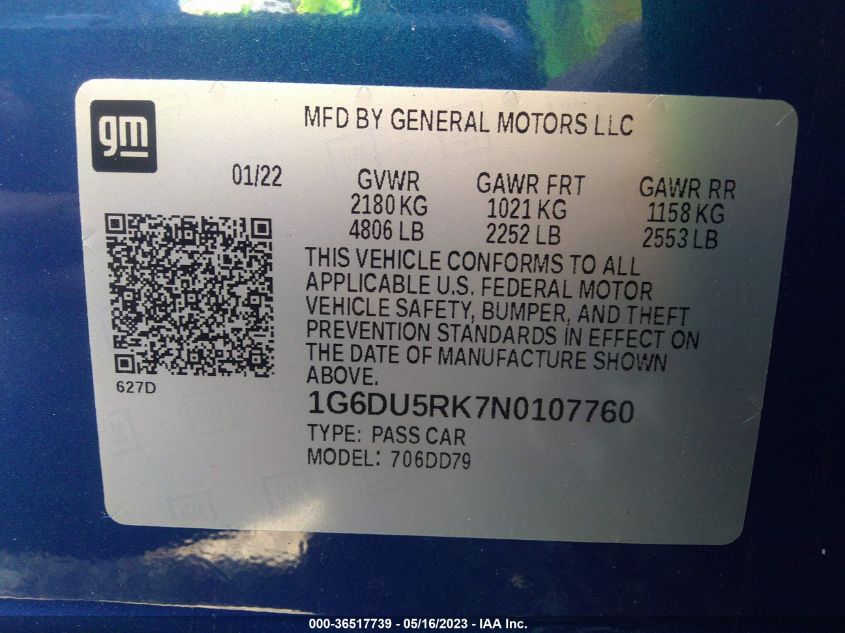 gm
MFD BY GENERAL MOTORS LLC
01/22 GVWR GAWR FRT GAWR RR
2180 KG 1021 KG 1158 KG
4806 LB 2252 LB 2553 LB
THIS VEHICLE CONFORMS TO ALL
APPLICABLE U.S. FEDERAL MOTOR
VEHICLE SAFETY, BUMPER, AND THEFT
PREVENTION STANDARDS IN EFFECT ON
THE DATE OF MANUFACTURE SHOWN
ABOVE.
627D
1G6DU5RK7N0107760
TYPE: PASS CAR
MODEL: 706DD79
000-36517739 - 05/16/2023 - IAA Inc.